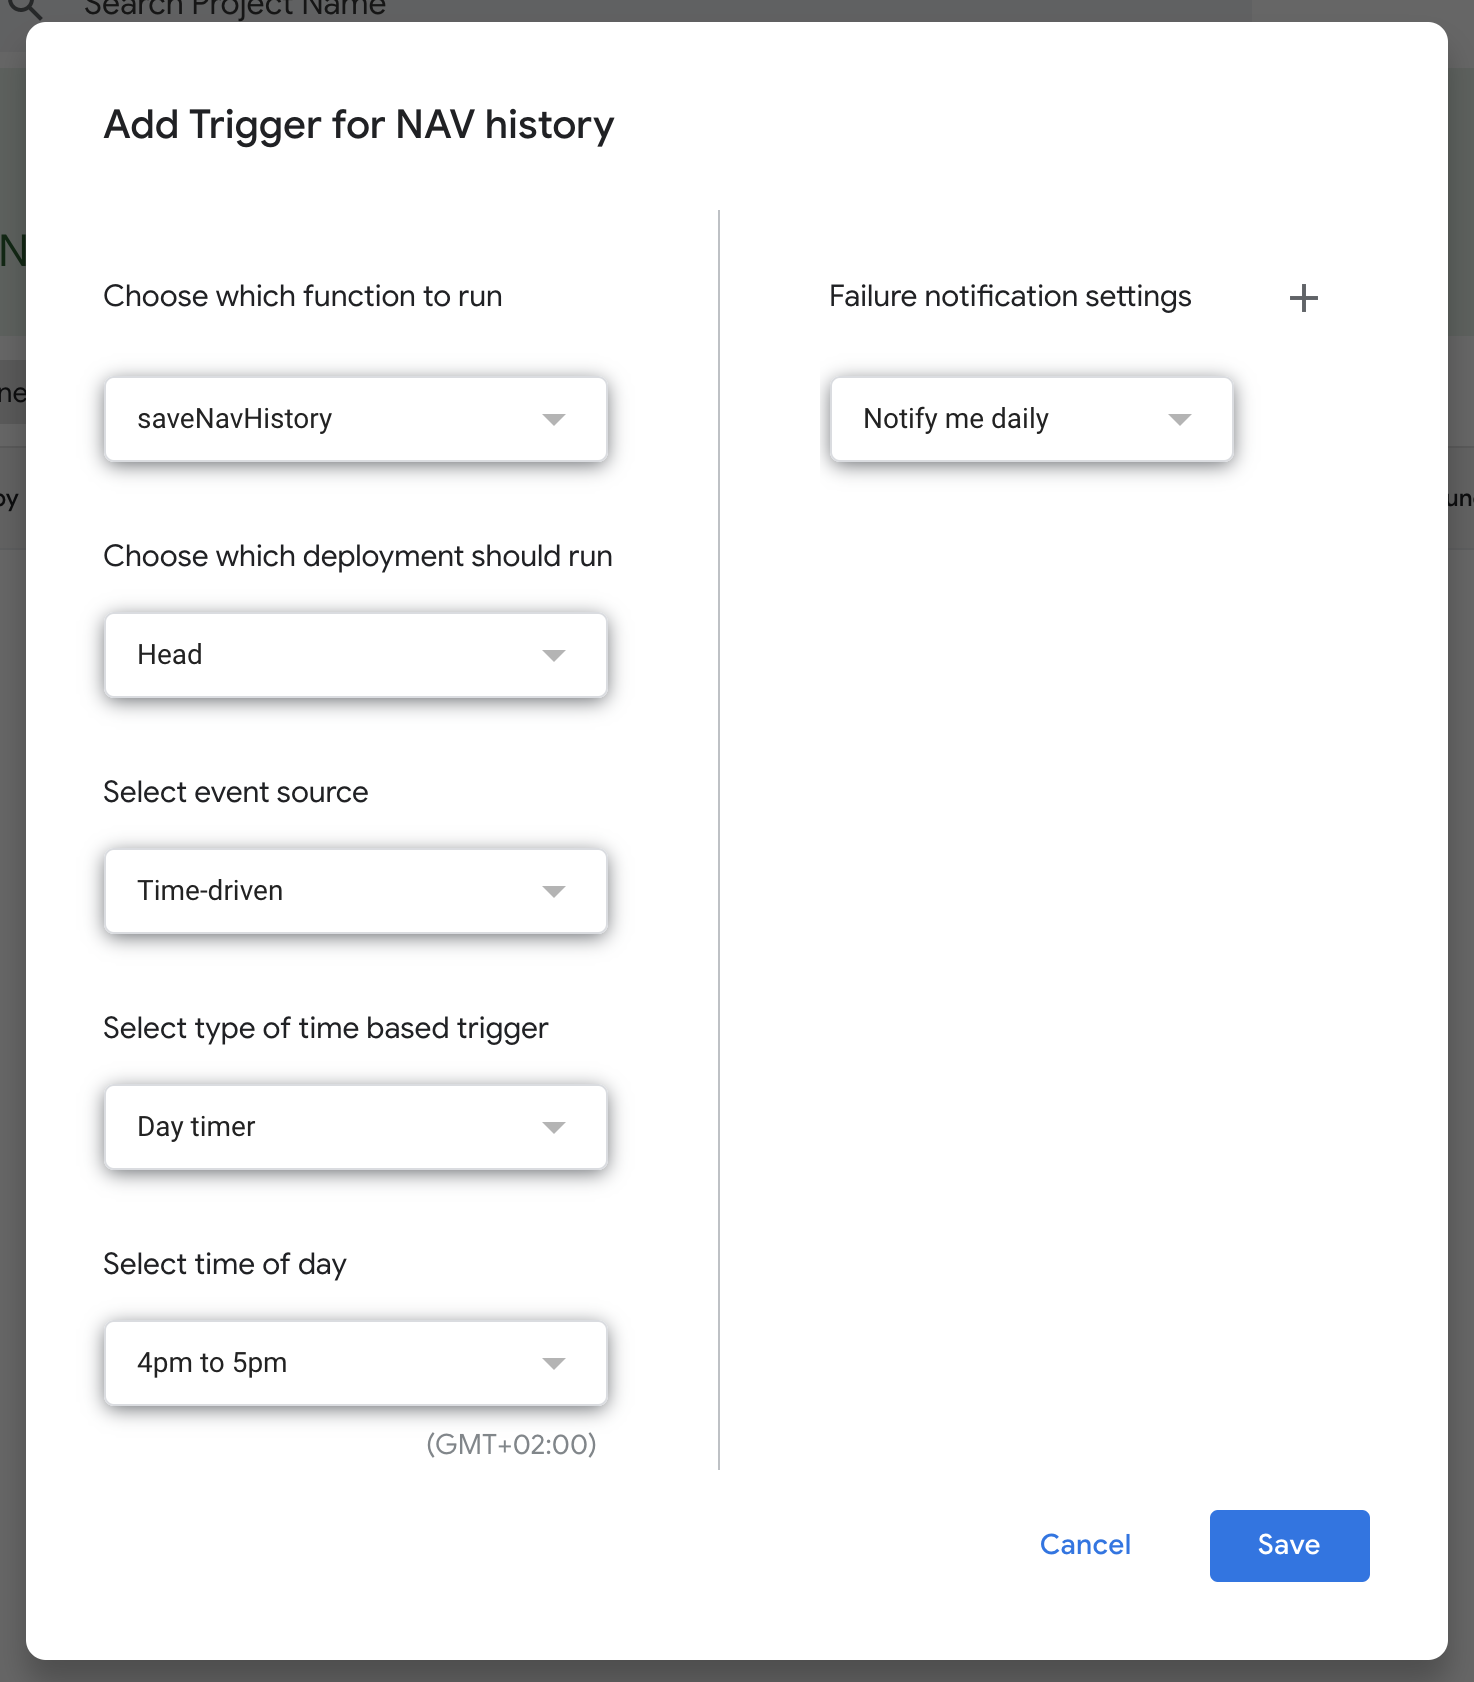 Search Project Name
Add Trigger for NAV history
Choose which function to run
saveNavHistory
Choose which deployment should run
Head
Select event source
Time-driven
Select type of time based trigger
Day timer
Select time of day
4pm to 5pm
(GMT+02:00)
Failure notification settings
Notify me daily
Cancel
Save